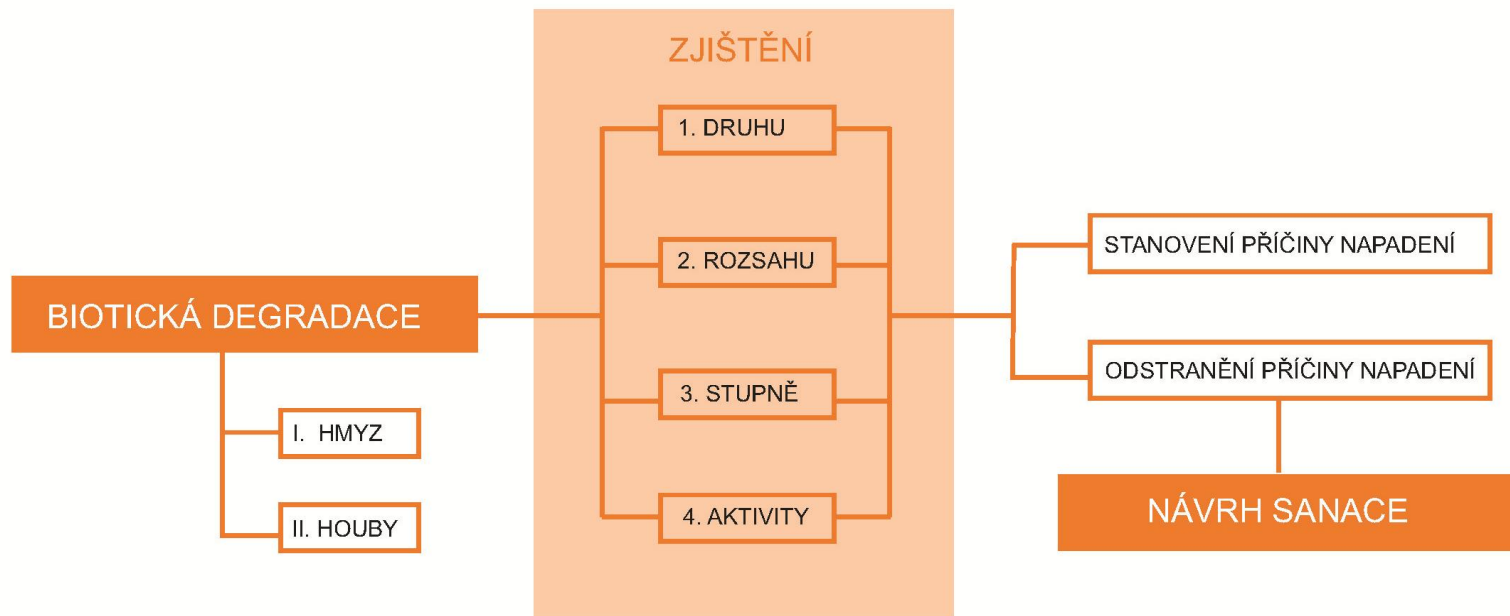 ZJIŠTĚNÍ
BIOTICKÁ DEGRADACE
I. HMYZ
II. HOUBY
1. DRUHU
2. ROZSAHU
3. STUPNĚ
4. AKTIVITY
STANOVENÍ PŘÍČINY NAPADENÍ
ODSTRANĚNÍ PŘÍČINY NAPADENÍ
NÁVRH SANACE